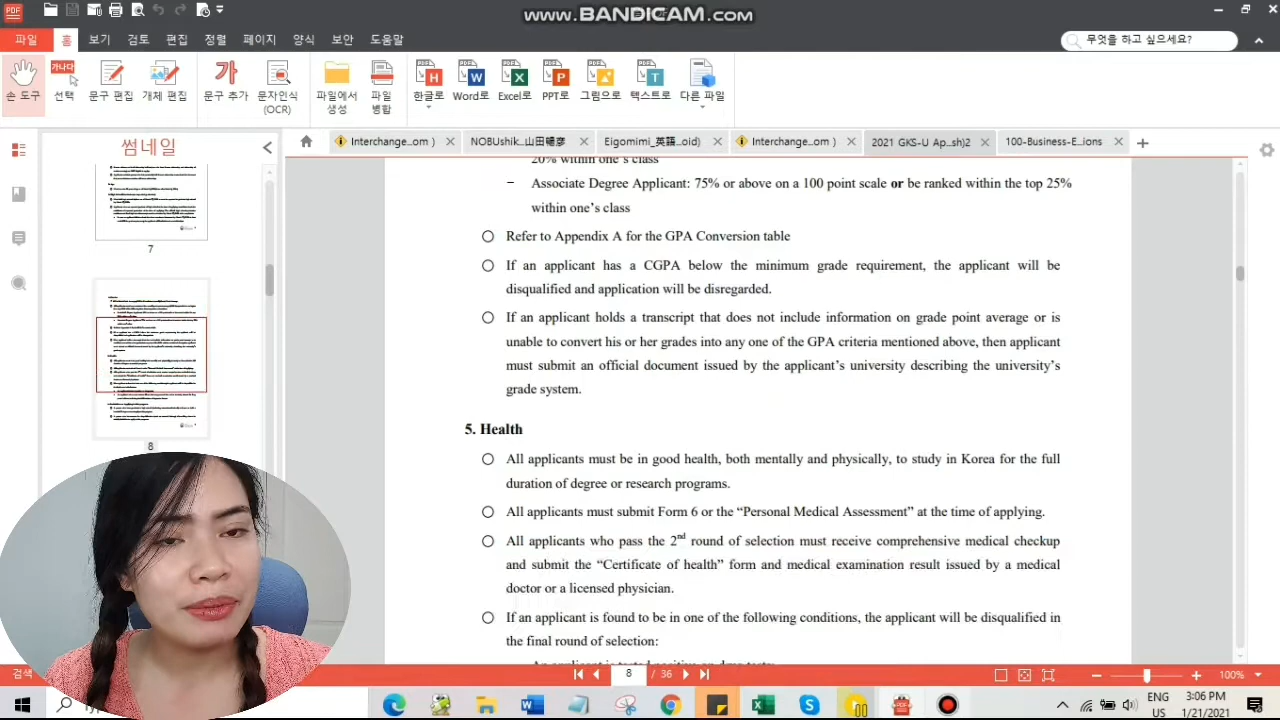 www.BANDICAM.com
PDF
파일 홈 보기 검토 편집 정렬 페이지 양식 보안 도움말
무엇을 하고 싶으세요?
가나다 가 H W X P T
손 도구 선택 문구 편집 개체 편집 문구 추가 문자인식 (OCR) 파일에서 생성 파일 병합 한글로 Word로 Excel로 PPT로 그림으로 텍스트로 다른 파일
Interchange...om ) NOBUshik...山田暢彦 Eigomimi_英語...oid) Interchange...om ) 2021 GKS-U Ap...sh)2 100-Business-E...ions
썸네일
7
8
20% within one's class
− Associate Degree Applicant: 75% or above on a 100 point scale or be ranked within the top 25%
within one's class
Refer to Appendix A for the GPA Conversion table
If an applicant has a CGPA below the minimum grade requirement, the applicant will be
disqualified and application will be disregarded.
If an applicant holds a transcript that does not include information on grade point average or is
unable to convert his or her grades into any one of the GPA criteria mentioned above, then applicant
must submit an official document issued by the applicant's university describing the university's
grade system.
5. Health
All applicants must be in good health, both mentally and physically, to study in Korea for the full
duration of degree or research programs.
All applicants must submit Form 6 or the “Personal Medical Assessment” at the time of applying.
All applicants who pass the 2nd round of selection must receive comprehensive medical checkup
and submit the “Certificate of health” form and medical examination result issued by a medical
doctor or a licensed physician.
If an applicant is found to be in one of the following conditions, the applicant will be disqualified in
the final round of selection:
검색
8 / 36
100%
ENG
US
3:06 PM
1/21/2021